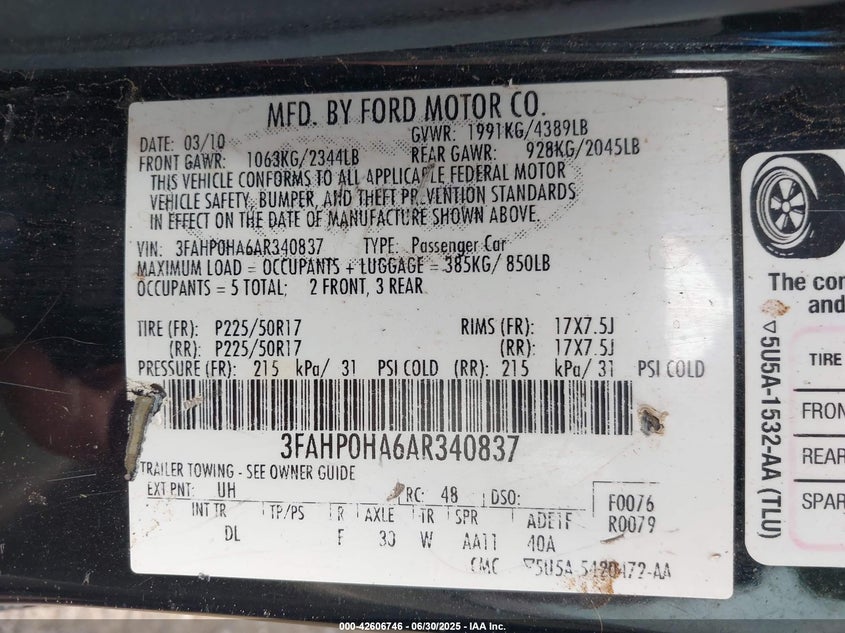 MFD. BY FORD MOTOR CO.
DATE: 03/10 GVWR: 1991KG/4389LB
FRONT GAWR: 1063KG/2344LB REAR GAWR: 928KG/2045LB
THIS VEHICLE CONFORMS TO ALL APPLICABLE FEDERAL MOTOR
VEHICLE SAFETY, BUMPER, AND THEFT PREVENTION STANDARDS
IN EFFECT ON THE DATE OF MANUFACTURE SHOWN ABOVE.
VIN: 3FAHP0HA6AR340837 TYPE: Passenger Car
MAXIMUM LOAD = OCCUPANTS + LUGGAGE = 385KG/ 850LB
OCCUPANTS = 5 TOTAL; 2 FRONT, 3 REAR
TIRE (FR): P225/50R17 RIMS (FR): 17X7.5J
(RR): P225/50R17 (RR): 17X7.5J
PRESSURE (FR): 215 kPa/ 31 PSI COLD (RR): 215 kPa/ 31 PSI COLD
3FAHP0HA6AR340837
TRAILER TOWING - SEE OWNER GUIDE
EXT PNT: UH RC: 48 DSO: F0076
INT TR TP/PS R AXLE TR SPR R0079
DL F 30 W AA11 40A
CMC ▽5U5A-5420472-AA
The con
and
▽5U5A-1532-AA (TLU)
TIRE
FRON
REAR
SPAR
000-42606746 - 06/30/2025 - IAA Inc.